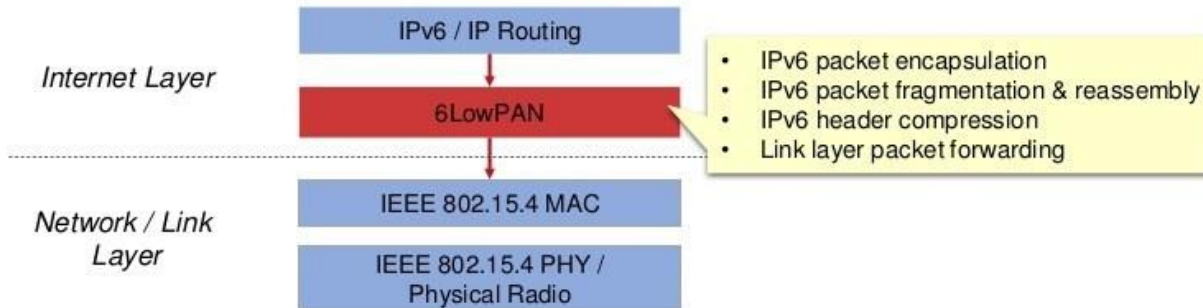 IPv6 / IP Routing
Internet Layer
6LowPAN
• IPv6 packet encapsulation
• IPv6 packet fragmentation & reassembly
• IPv6 header compression
• Link layer packet forwarding
Network / Link
Layer
IEEE 802.15.4 MAC
IEEE 802.15.4 PHY /
Physical Radio